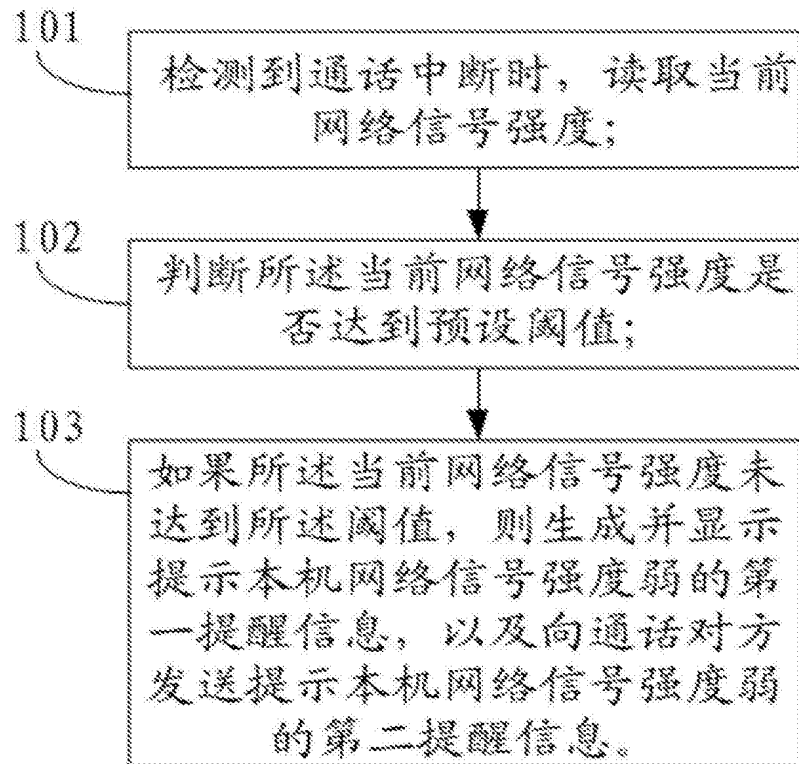 101
检测到通话中断时，读取当前
网络信号强度;
102
判断所述当前网络信号强度是
否达到预设阈值;
103
如果所述当前网络信号强度未
达到所述阈值，则生成并显示
提示本机网络信号强度弱的第
一提醒信息，以及向通话对方
发送提示本机网络信号强度弱
的第二提醒信息。